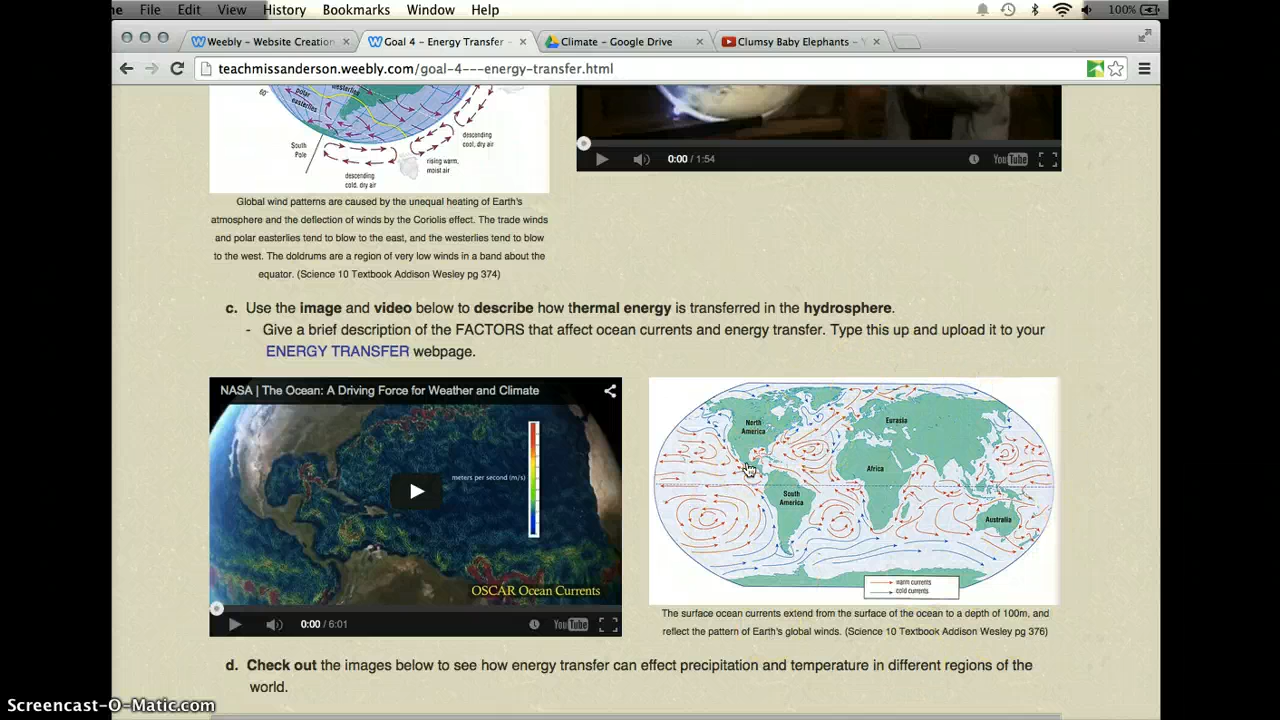 ne File Edit View History Bookmarks Window Help 100%
Weebly - Website Creation
Goal 4 - Energy Transfer -
Climate - Google Drive
Clumsy Baby Elephants - Y
teachmissanderson.weebly.com/goal-4---energy-transfer.html
60°
polar easterlies
westerlies
South Pole
descending cool, dry air
rising warm, moist air
descending cold, dry air
0:00 / 1:54
YouTube
Global wind patterns are caused by the unequal heating of Earth's
atmosphere and the deflection of winds by the Coriolis effect. The trade winds
and polar easterlies tend to blow to the east, and the westerlies tend to blow
to the west. The doldrums are a region of very low winds in a band about the
equator. (Science 10 Textbook Addison Wesley pg 374)
c. Use the image and video below to describe how thermal energy is transferred in the hydrosphere.
- Give a brief description of the FACTORS that affect ocean currents and energy transfer. Type this up and upload it to your
ENERGY TRANSFER webpage.
NASA | The Ocean: A Driving Force for Weather and Climate
meters per second (m/s)
OSCAR Ocean Currents
0:00 / 6:01
YouTube
North America
Eurasia
Africa
South America
Australia
warm currents
cold currents
The surface ocean currents extend from the surface of the ocean to a depth of 100m, and
reflect the pattern of Earth's global winds. (Science 10 Textbook Addison Wesley pg 376)
d. Check out the images below to see how energy transfer can effect precipitation and temperature in different regions of the
world.
Screencast-O-Matic.com